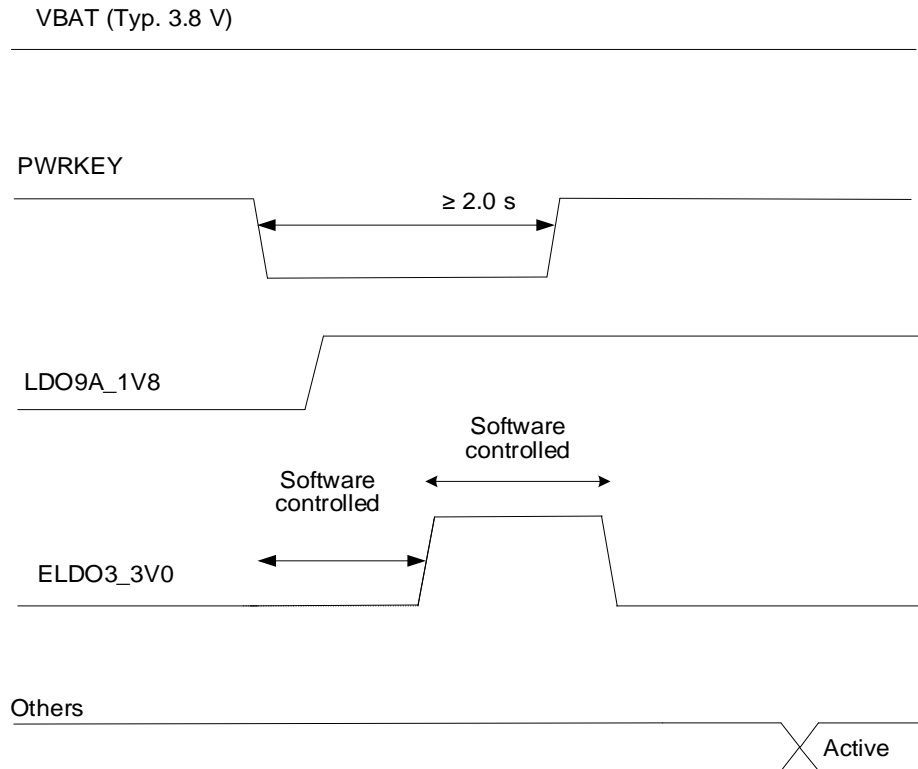 VBAT (Typ. 3.8 V)
PWRKEY
≥ 2.0 s
LDO9A_1V8
Software
controlled
Software
controlled
ELDO3_3V0
Others
Active